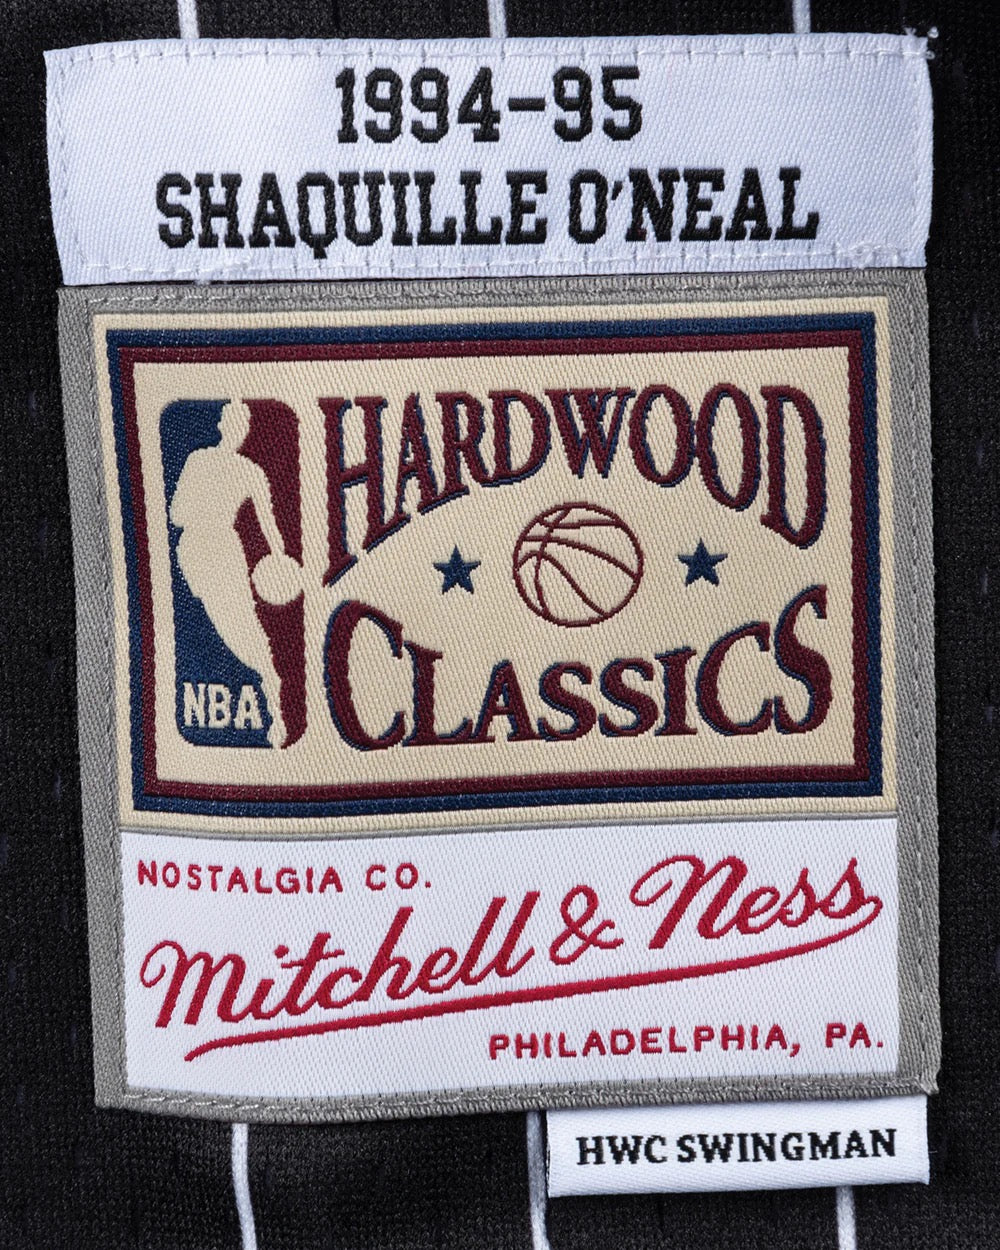 1994-95
SHAQUILLE O'NEAL
HARDWOOD
CLASSICS
NBA
NOSTALGIA CO.
Mitchell & Ness
PHILADELPHIA, PA.
HWC SWINGMAN